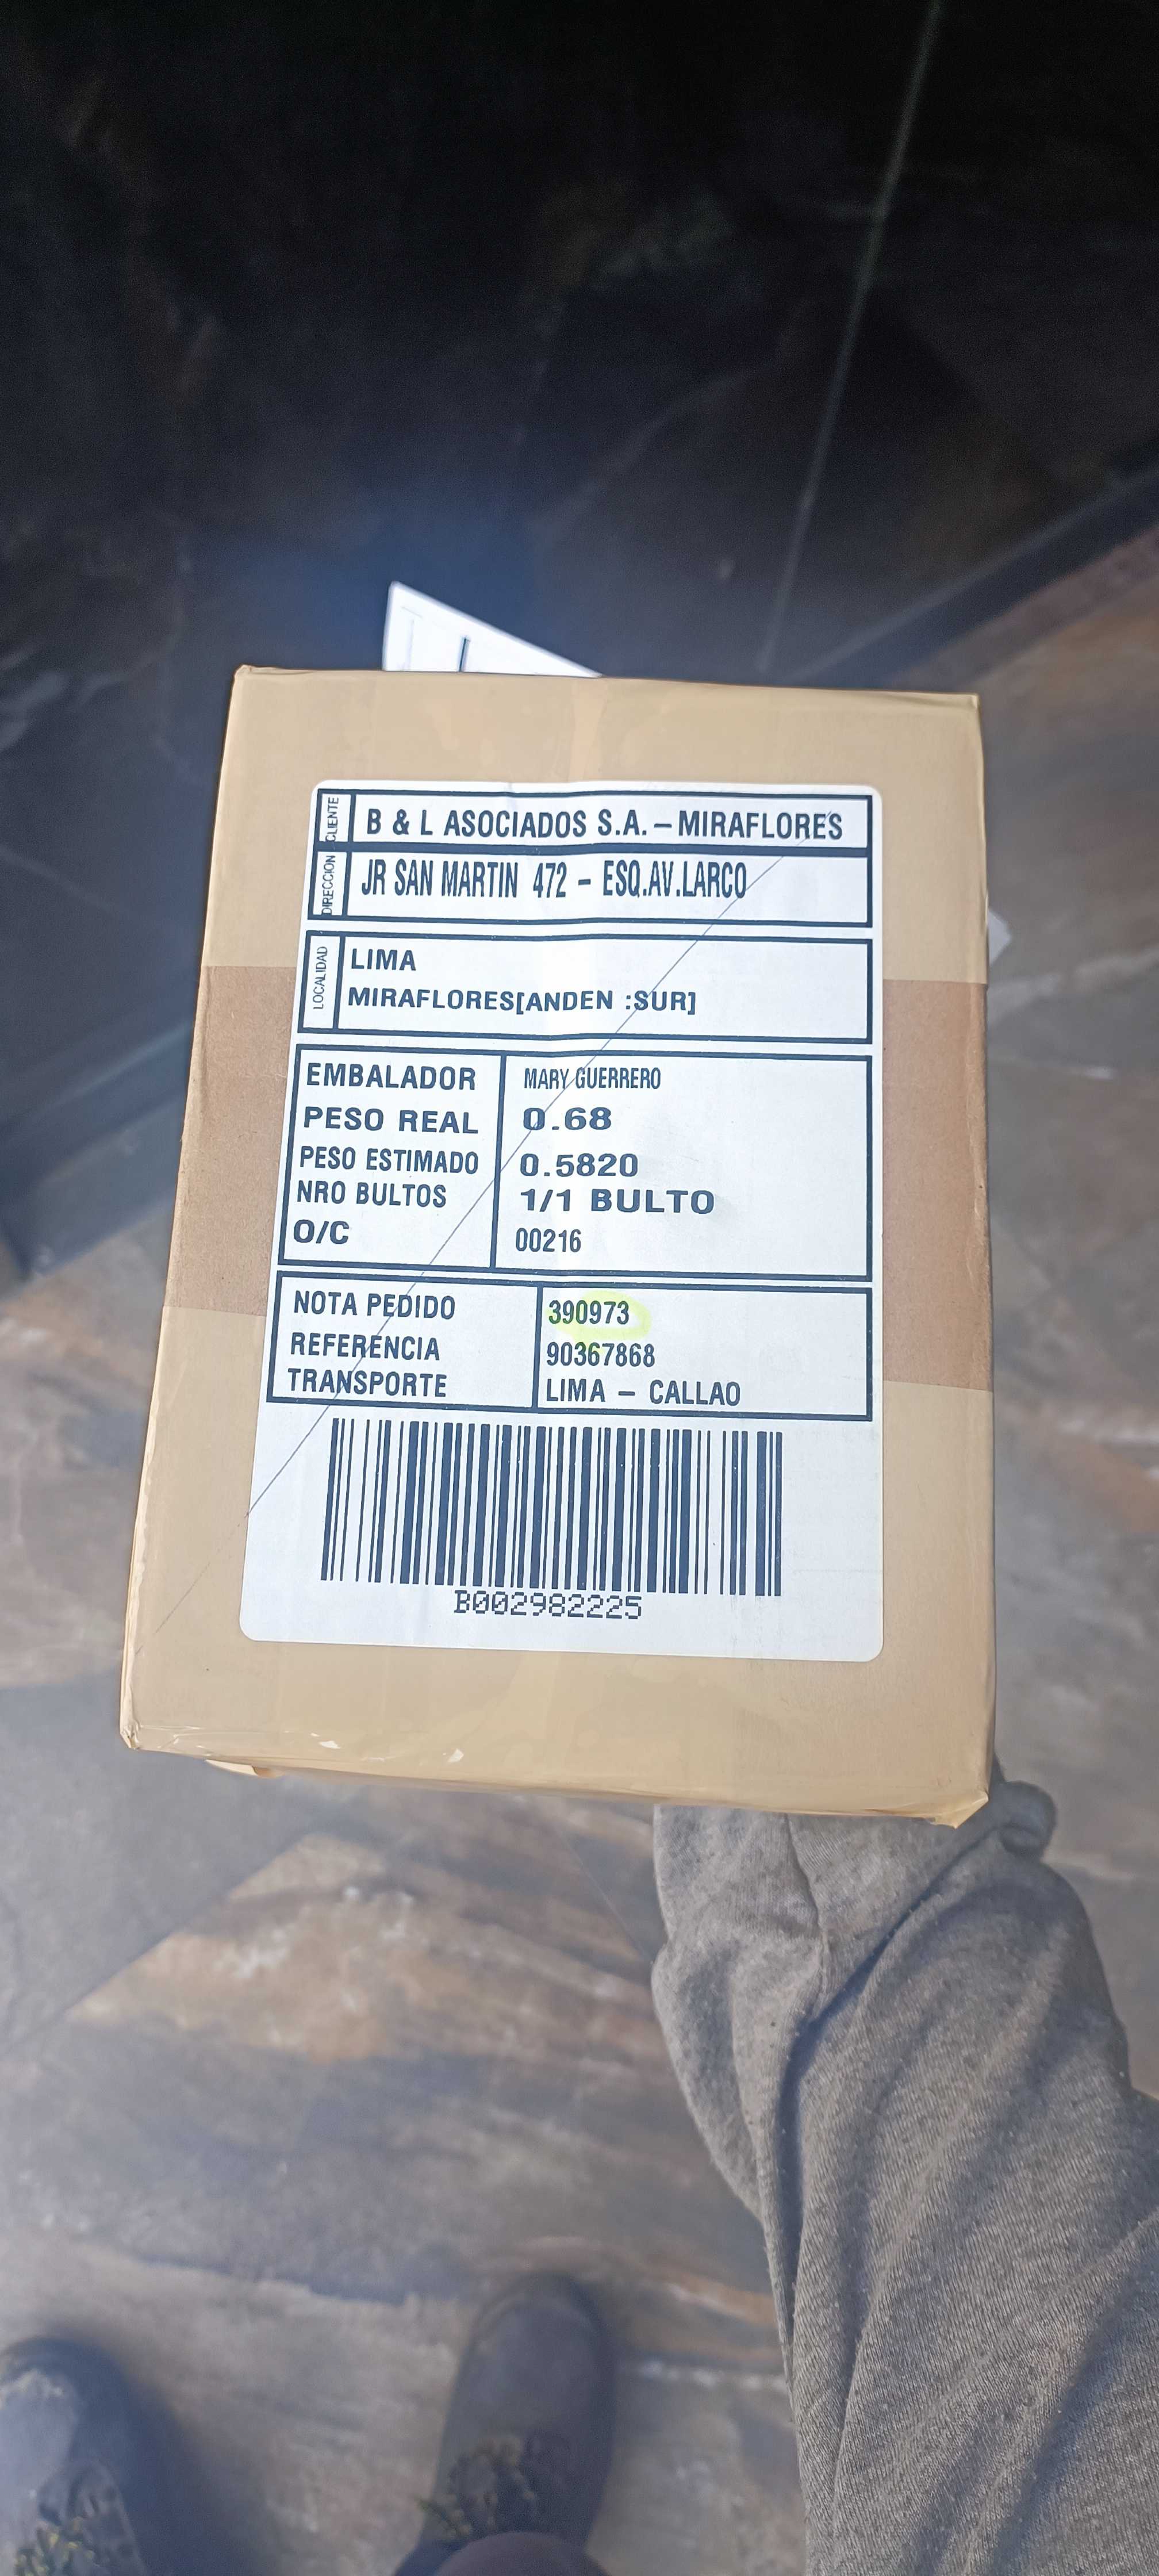 CLIENTE B & L ASOCIADOS S.A. – MIRAFLORES
DIRECCION JR SAN MARTIN 472 – ESQ.AV.LARCO
LOCALIDAD LIMA
MIRAFLORES[ANDEN :SUR]
EMBALADOR MARY GUERRERO
PESO REAL 0.68
PESO ESTIMADO 0.5820
NRO BULTOS 1/1 BULTO
O/C 00216
NOTA PEDIDO 390973
REFERENCIA 90367868
TRANSPORTE LIMA – CALLAO
B002982225